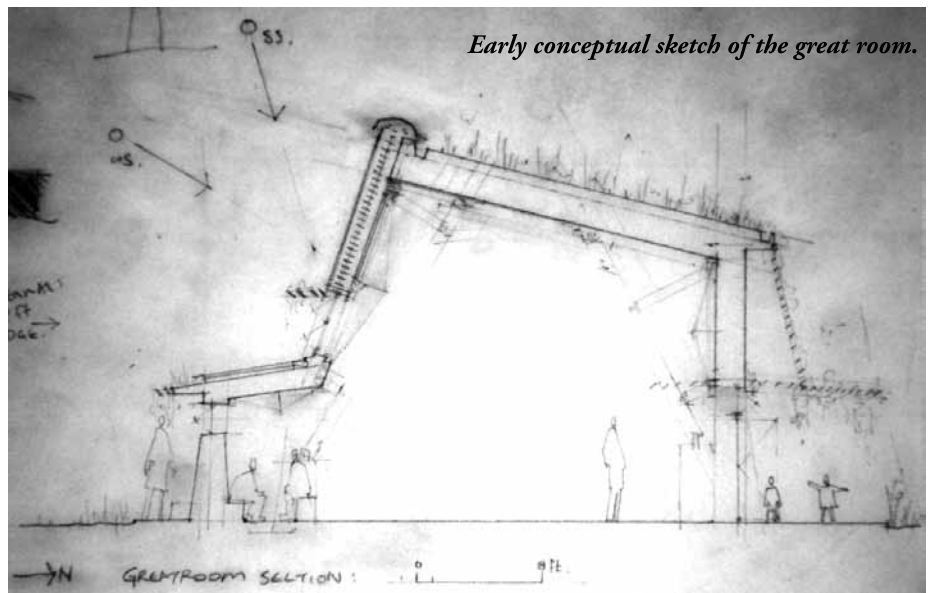 Early conceptual sketch of the great room.
SS.
WS.
N
GREATROOM SECTION:
0
8 ft.